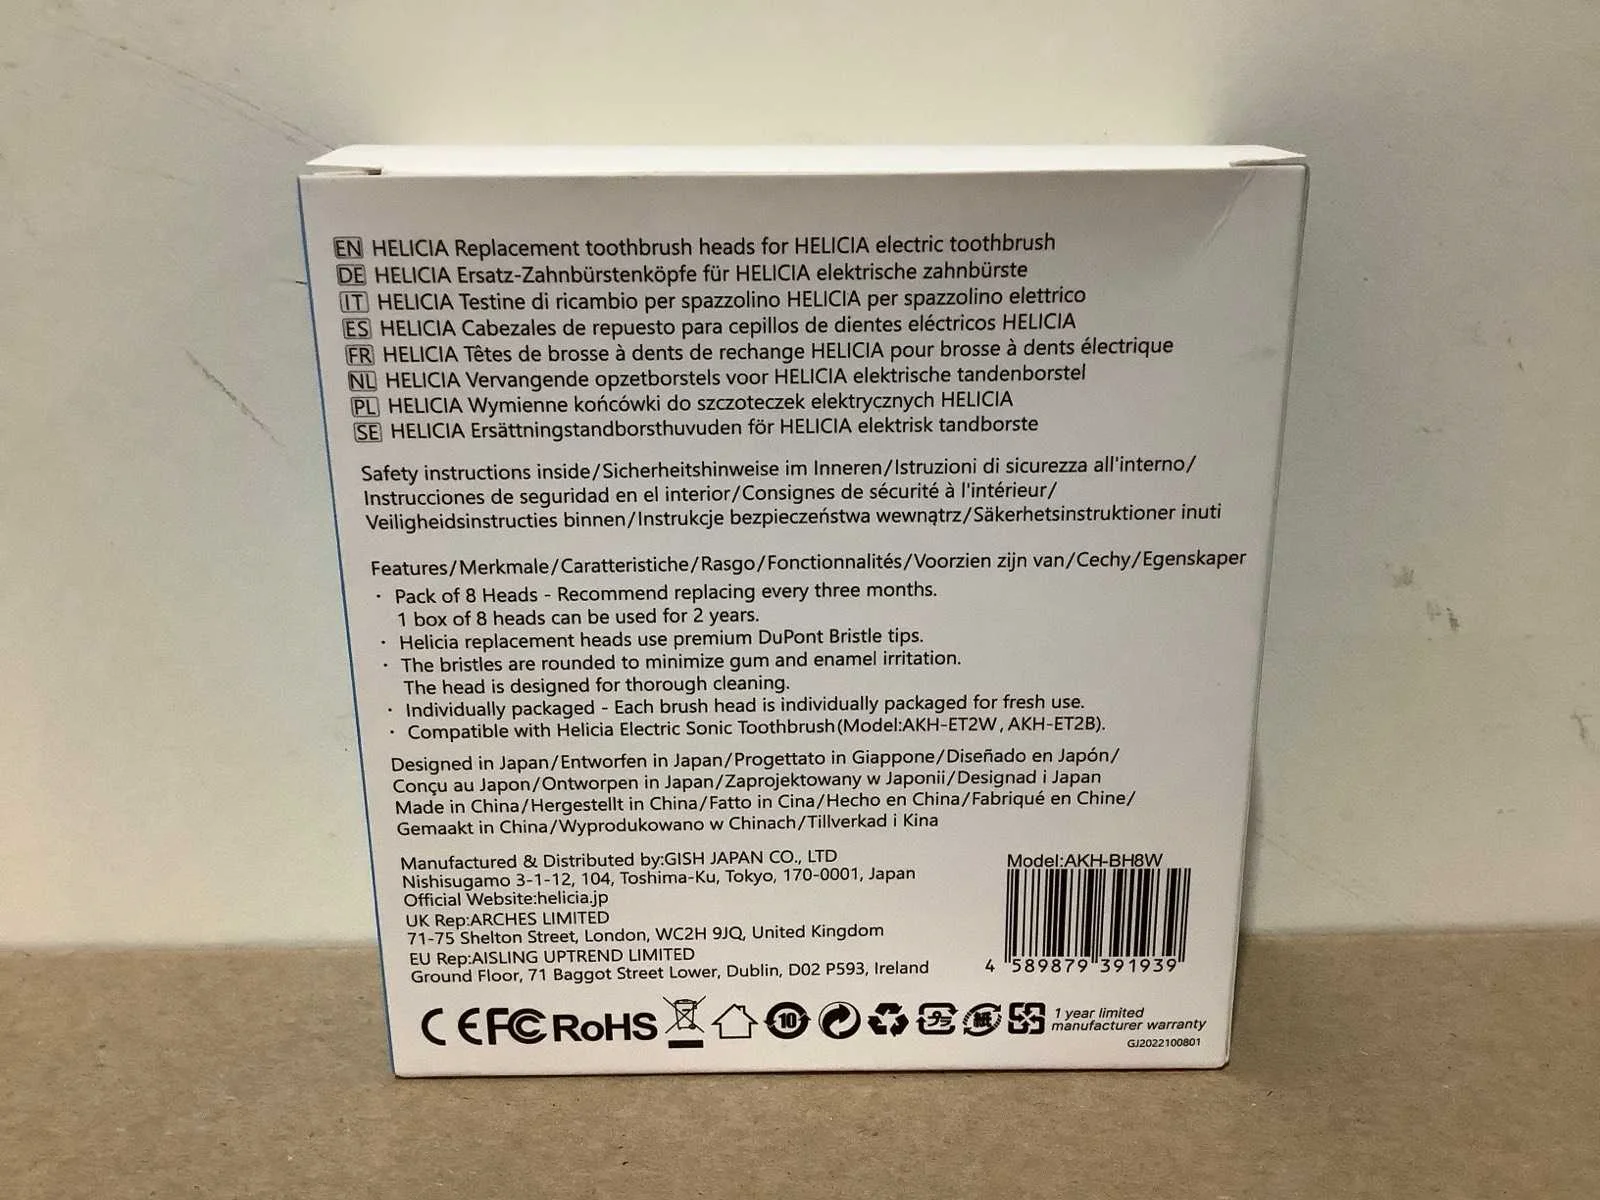 EN HELICIA Replacement toothbrush heads for HELICIA electric toothbrush
DE HELICIA Ersatz-Zahnbürstenköpfe für HELICIA elektrische zahnbürste
IT HELICIA Testine di ricambio per spazzolino HELICIA per spazzolino elettrico
ES HELICIA Cabezales de repuesto para cepillos de dientes eléctricos HELICIA
FR HELICIA Têtes de brosse à dents de rechange HELICIA pour brosse à dents électrique
NL HELICIA Vervangende opzetborstels voor HELICIA elektrische tandenborstel
PL HELICIA Wymienne końcówki do szczoteczek elektrycznych HELICIA
SE HELICIA Ersättningstandborsthuvuden för HELICIA elektrisk tandborste
Safety instructions inside/Sicherheitshinweise im Inneren/Istruzioni di sicurezza all'interno/
Instrucciones de seguridad en el interior/Consignes de sécurité à l'intérieur/
Veiligheidsinstructies binnen/Instrukcje bezpieczeństwa wewnątrz/Säkerhetsinstruktioner inuti
Features/Merkmale/Caratteristiche/Rasgo/Fonctionnalités/Voorzien zijn van/Cechy/Egenskaper
· Pack of 8 Heads - Recommend replacing every three months.
1 box of 8 heads can be used for 2 years.
· Helicia replacement heads use premium DuPont Bristle tips.
· The bristles are rounded to minimize gum and enamel irritation.
The head is designed for thorough cleaning.
· Individually packaged - Each brush head is individually packaged for fresh use.
· Compatible with Helicia Electric Sonic Toothbrush(Model:AKH-ET2W, AKH-ET2B).
Designed in Japan/Entworfen in Japan/Progettato in Giappone/Diseñado en Japón/
Conçu au Japon/Ontworpen in Japan/Zaprojektowany w Japonii/Designad i Japan
Made in China/Hergestellt in China/Fatto in Cina/Hecho en China/Fabriqué en Chine/
Gemaakt in China/Wyprodukowano w Chinach/Tillverkad i Kina
Manufactured & Distributed by:GISH JAPAN CO., LTD
Nishisugamo 3-1-12, 104, Toshima-Ku, Tokyo, 170-0001, Japan
Official Website:helicia.jp
UK Rep:ARCHES LIMITED
71-75 Shelton Street, London, WC2H 9JQ, United Kingdom
EU Rep:AISLING UPTREND LIMITED
Ground Floor, 71 Baggot Street Lower, Dublin, D02 P593, Ireland
Model:AKH-BH8W
4 589879 391939
CE FC RoHS 10 プラ 紙
1 year limited
manufacturer warranty
GJ2022100801